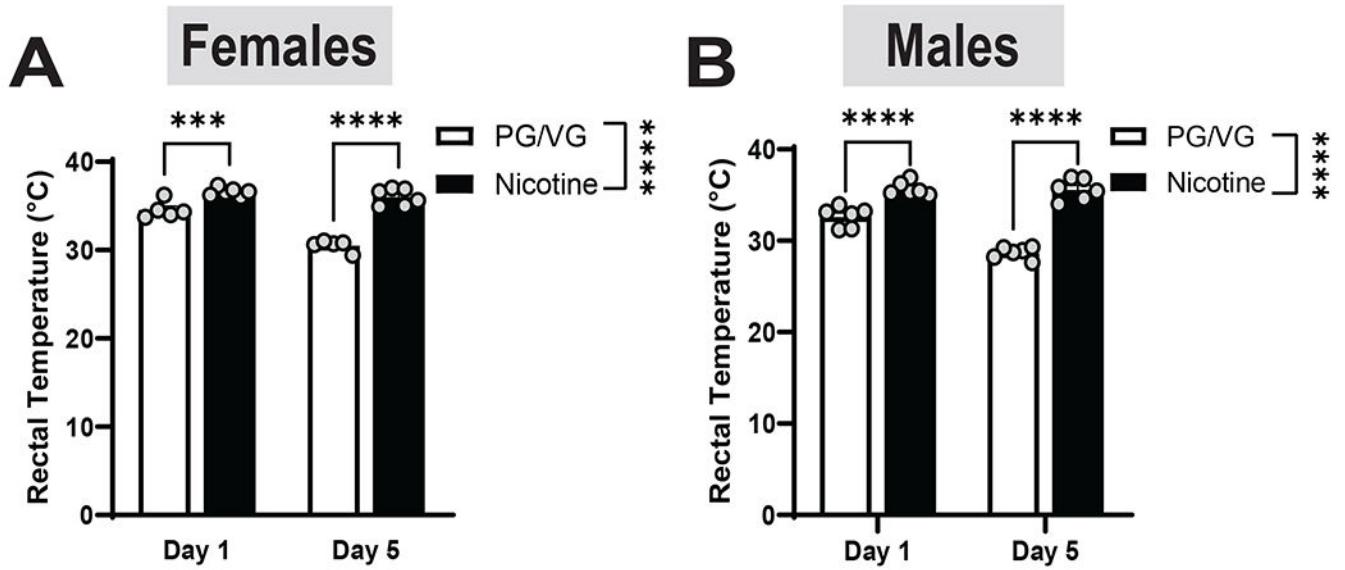 A
Females
***
****
PG/VG
Nicotine
****
Rectal Temperature (°C)
40
30
20
10
0
Day 1
Day 5
B
Males
****
****
PG/VG
Nicotine
****
Rectal Temperature (°C)
40
30
20
10
0
Day 1
Day 5